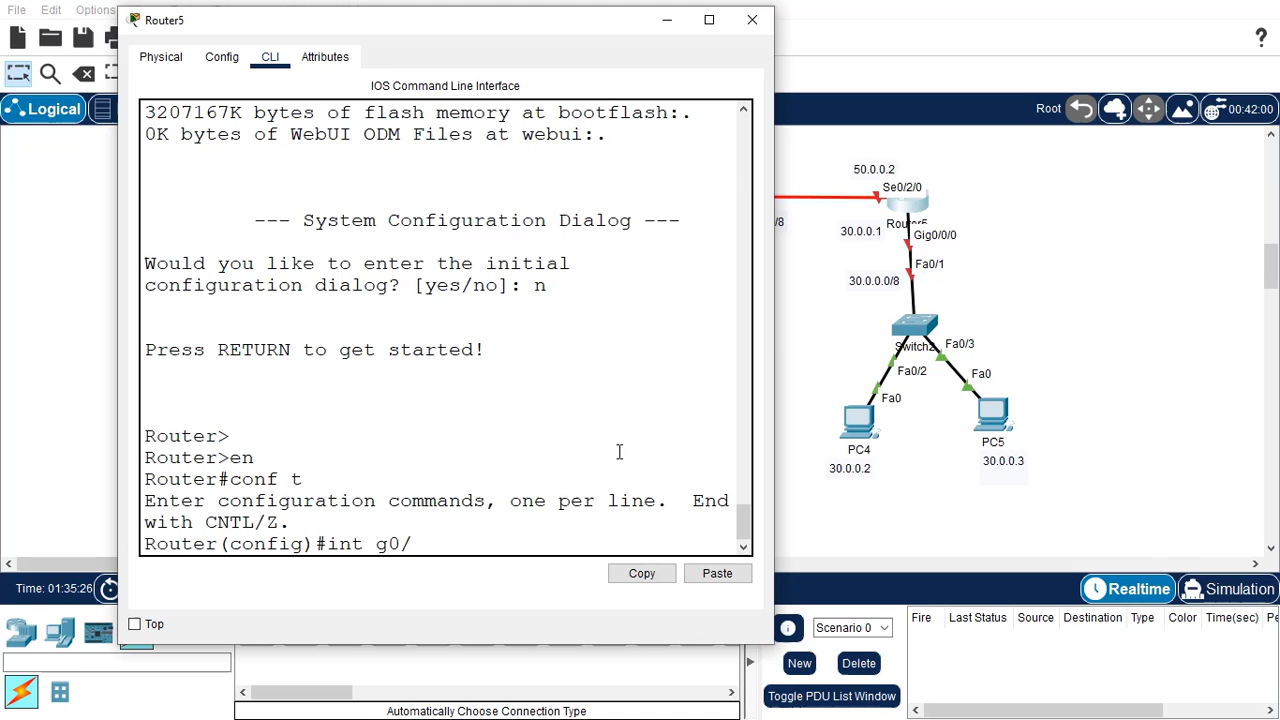 File Edit
Router5
Physical Config CLI Attributes
IOS Command Line Interface
3207167K bytes of flash memory at bootflash:.
0K bytes of WebUI ODM Files at webui:.
--- System Configuration Dialog ---
Would you like to enter the initial
configuration dialog? [yes/no]: n
Press RETURN to get started!
Router>
Router>en
Router#conf t
Enter configuration commands, one per line. End
with CNTL/Z.
Router(config)#int g0/
Copy Paste
Top
Logical
Root
00:42:00
50.0.0.2
Se0/2/0
/8
30.0.0.1
Gig0/0/0
Fa0/1
30.0.0.0/8
Switch2
Fa0/3
Fa0/2
Fa0
Fa0
PC4
PC5
30.0.0.2
30.0.0.3
Time: 01:35:26
Realtime Simulation
Scenario 0
New Delete
Toggle PDU List Window
Fire Last Status Source Destination Type Color Time(sec) Pe
Automatically Choose Connection Type